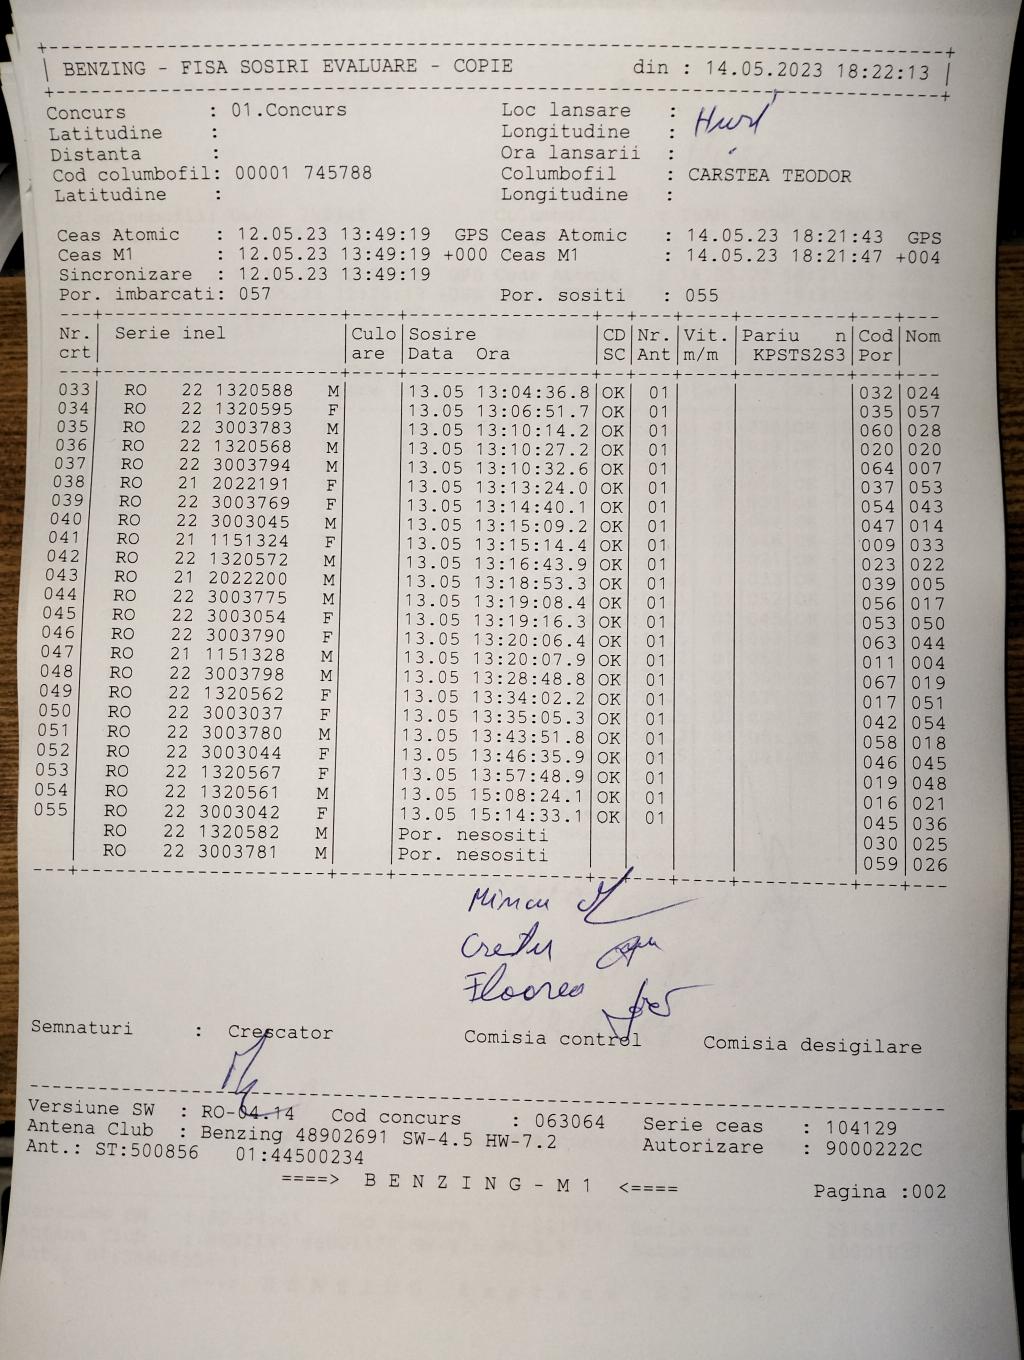 BENZING - FISA SOSIRI EVALUARE - COPIE din : 14.05.2023 18:22:13
Concurs : 01.Concurs Loc lansare :
Latitudine : Longitudine :
Distanta : Ora lansarii :
Cod columbofil: 00001 745788 Columbofil : CARSTEA TEODOR
Latitudine : Longitudine :
Ceas Atomic : 12.05.23 13:49:19 GPS Ceas Atomic : 14.05.23 18:21:43 GPS
Ceas M1 : 12.05.23 13:49:19 +000 Ceas M1 : 14.05.23 18:21:47 +004
Sincronizare : 12.05.23 13:49:19
Por. imbarcati: 057 Por. sositi : 055
Nr. Serie inel Culo Sosire CD Nr. Vit. Pariu n Cod Nom
crt are Data Ora SC Ant m/m KPSTS2S3 Por
033 RO 22 1320588 M 13.05 13:04:36.8 OK 01 032 024
034 RO 22 1320595 F 13.05 13:06:51.7 OK 01 035 057
035 RO 22 3003783 M 13.05 13:10:14.2 OK 01 060 028
036 RO 22 1320568 M 13.05 13:10:27.2 OK 01 020 020
037 RO 22 3003794 M 13.05 13:10:32.6 OK 01 064 007
038 RO 21 2022191 F 13.05 13:13:24.0 OK 01 037 053
039 RO 22 3003769 F 13.05 13:14:40.1 OK 01 054 043
040 RO 22 3003045 M 13.05 13:15:09.2 OK 01 047 014
041 RO 21 1151324 F 13.05 13:15:14.4 OK 01 009 033
042 RO 22 1320572 M 13.05 13:16:43.9 OK 01 023 022
043 RO 21 2022200 M 13.05 13:18:53.3 OK 01 039 005
044 RO 22 3003775 M 13.05 13:19:08.4 OK 01 056 017
045 RO 22 3003054 F 13.05 13:19:16.3 OK 01 053 050
046 RO 22 3003790 F 13.05 13:20:06.4 OK 01 063 044
047 RO 21 1151328 M 13.05 13:20:07.9 OK 01 011 004
048 RO 22 3003798 M 13.05 13:28:48.8 OK 01 067 019
049 RO 22 1320562 F 13.05 13:34:02.2 OK 01 017 051
050 RO 22 3003037 F 13.05 13:35:05.3 OK 01 042 054
051 RO 22 3003780 M 13.05 13:43:51.8 OK 01 058 018
052 RO 22 3003044 F 13.05 13:46:35.9 OK 01 046 045
053 RO 22 1320567 F 13.05 13:57:48.9 OK 01 019 048
054 RO 22 1320561 M 13.05 15:08:24.1 OK 01 016 021
055 RO 22 3003042 F 13.05 15:14:33.1 OK 01 045 036
RO 22 1320582 M Por. nesositi 030 025
RO 22 3003781 M Por. nesositi 059 026
Semnaturi : Crescator Comisia control Comisia desigilare
Versiune SW : RO-04.14 Cod concurs : 063064 Serie ceas : 104129
Antena Club : Benzing 48902691 SW-4.5 HW-7.2 Autorizare : 9000222C
Ant.: ST:500856 01:44500234
====> B E N Z I N G - M 1 <==== Pagina :002